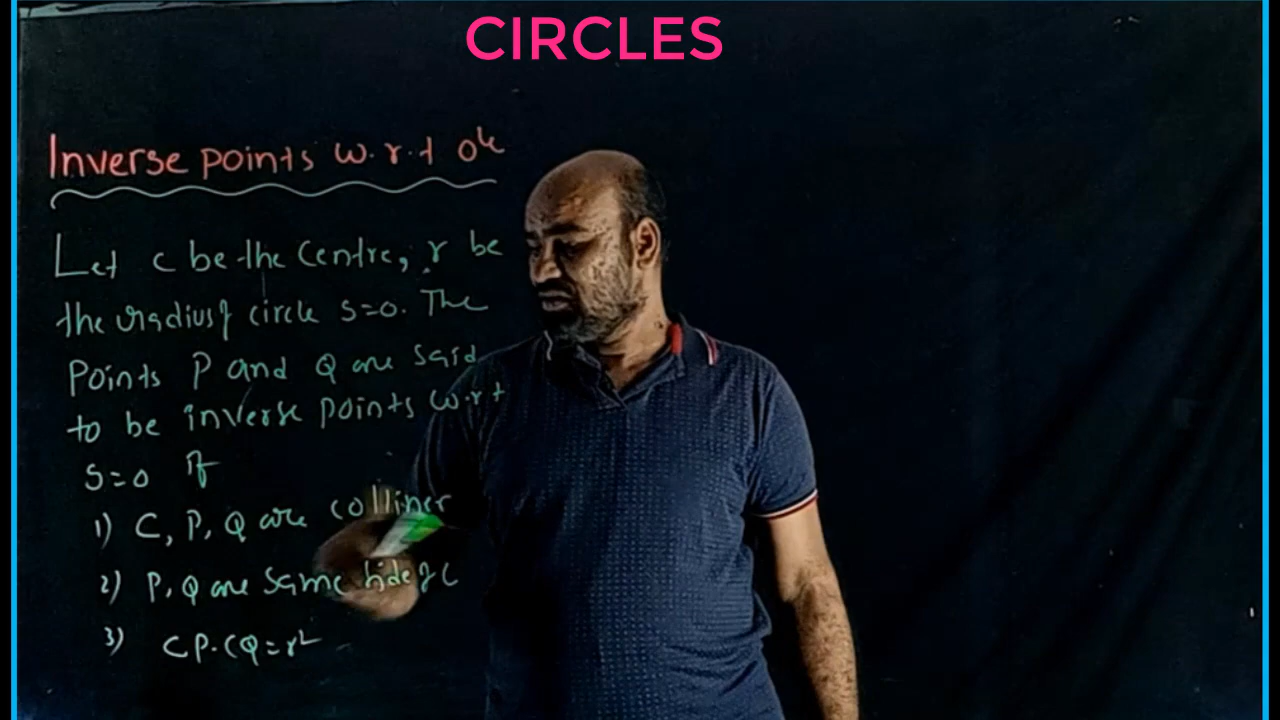 CIRCLES
Inverse points w.r.t ole
Let c be the Centre, r be
the radius of circle S=0. The
Points P and Q are said
to be inverse points w.r.t
S=0 if
1) C, P, Q are colliner
2) P, Q are same side of C
3) CP.CQ=r²